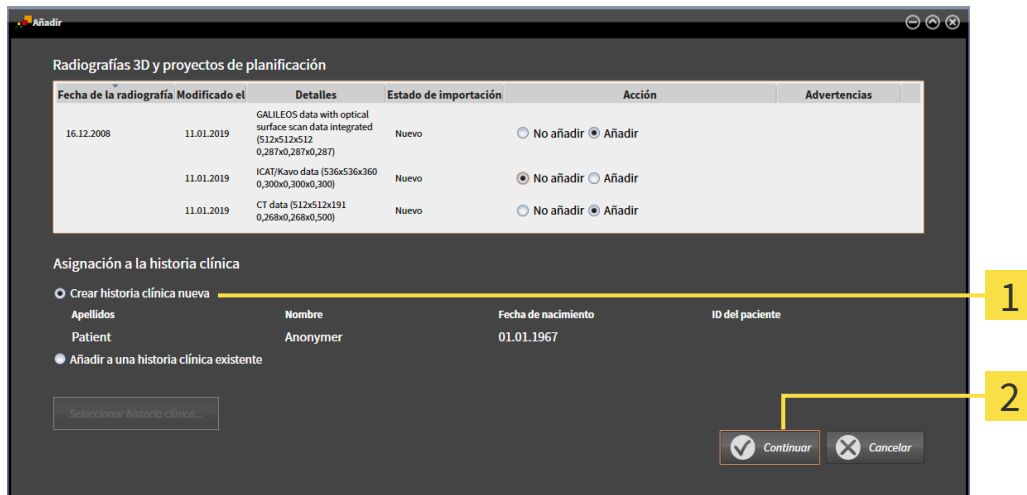 Añadir
Radiografías 3D y proyectos de planificación
Fecha de la radiografía Modificado el Detalles Estado de importación Acción Advertencias
16.12.2008 11.01.2019 GALILEOS data with optical surface scan data integrated (512x512x512 0,287x0,287x0,287) Nuevo No añadir Añadir
11.01.2019 ICAT/Kavo data (536x536x360 0,300x0,300x0,300) Nuevo No añadir Añadir
11.01.2019 CT data (512x512x191 0,268x0,268x0,500) Nuevo No añadir Añadir
Asignación a la historia clínica
Crear historia clínica nueva
1
Apellidos Nombre Fecha de nacimiento ID del paciente
Patient Anonymer 01.01.1967
Añadir a una historia clínica existente
2
Seleccionar historia clínica...
Continuar Cancelar